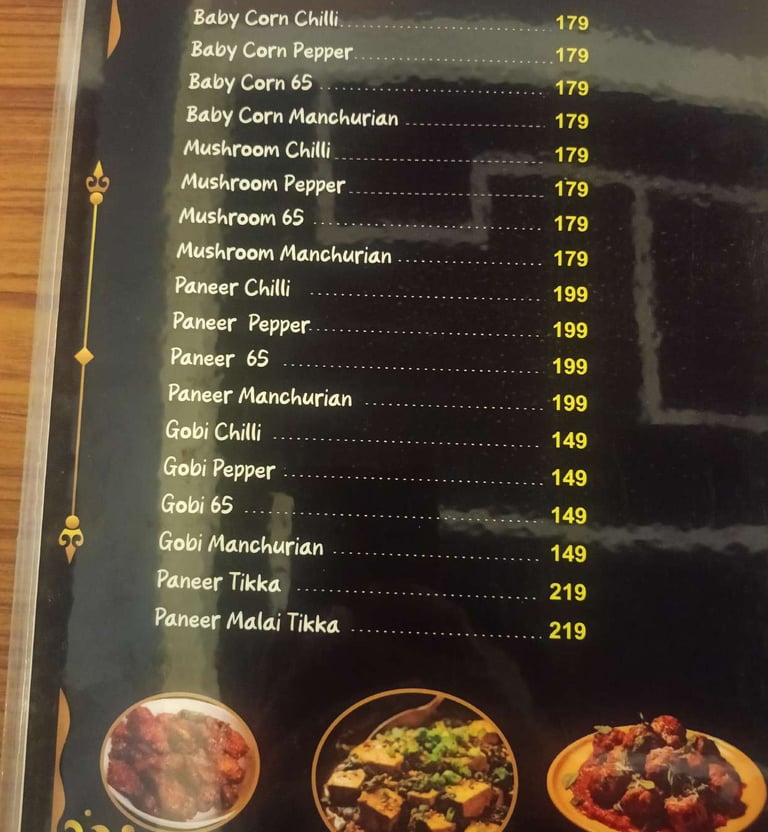 Baby Corn Chilli 179
Baby Corn Pepper 179
Baby Corn 65 179
Baby Corn Manchurian 179
Mushroom Chilli 179
Mushroom Pepper 179
Mushroom 65 179
Mushroom Manchurian 179
Paneer Chilli 199
Paneer Pepper 199
Paneer 65 199
Paneer Manchurian 199
Gobi Chilli 149
Gobi Pepper 149
Gobi 65 149
Gobi Manchurian 149
Paneer Tikka 219
Paneer Malai Tikka 219